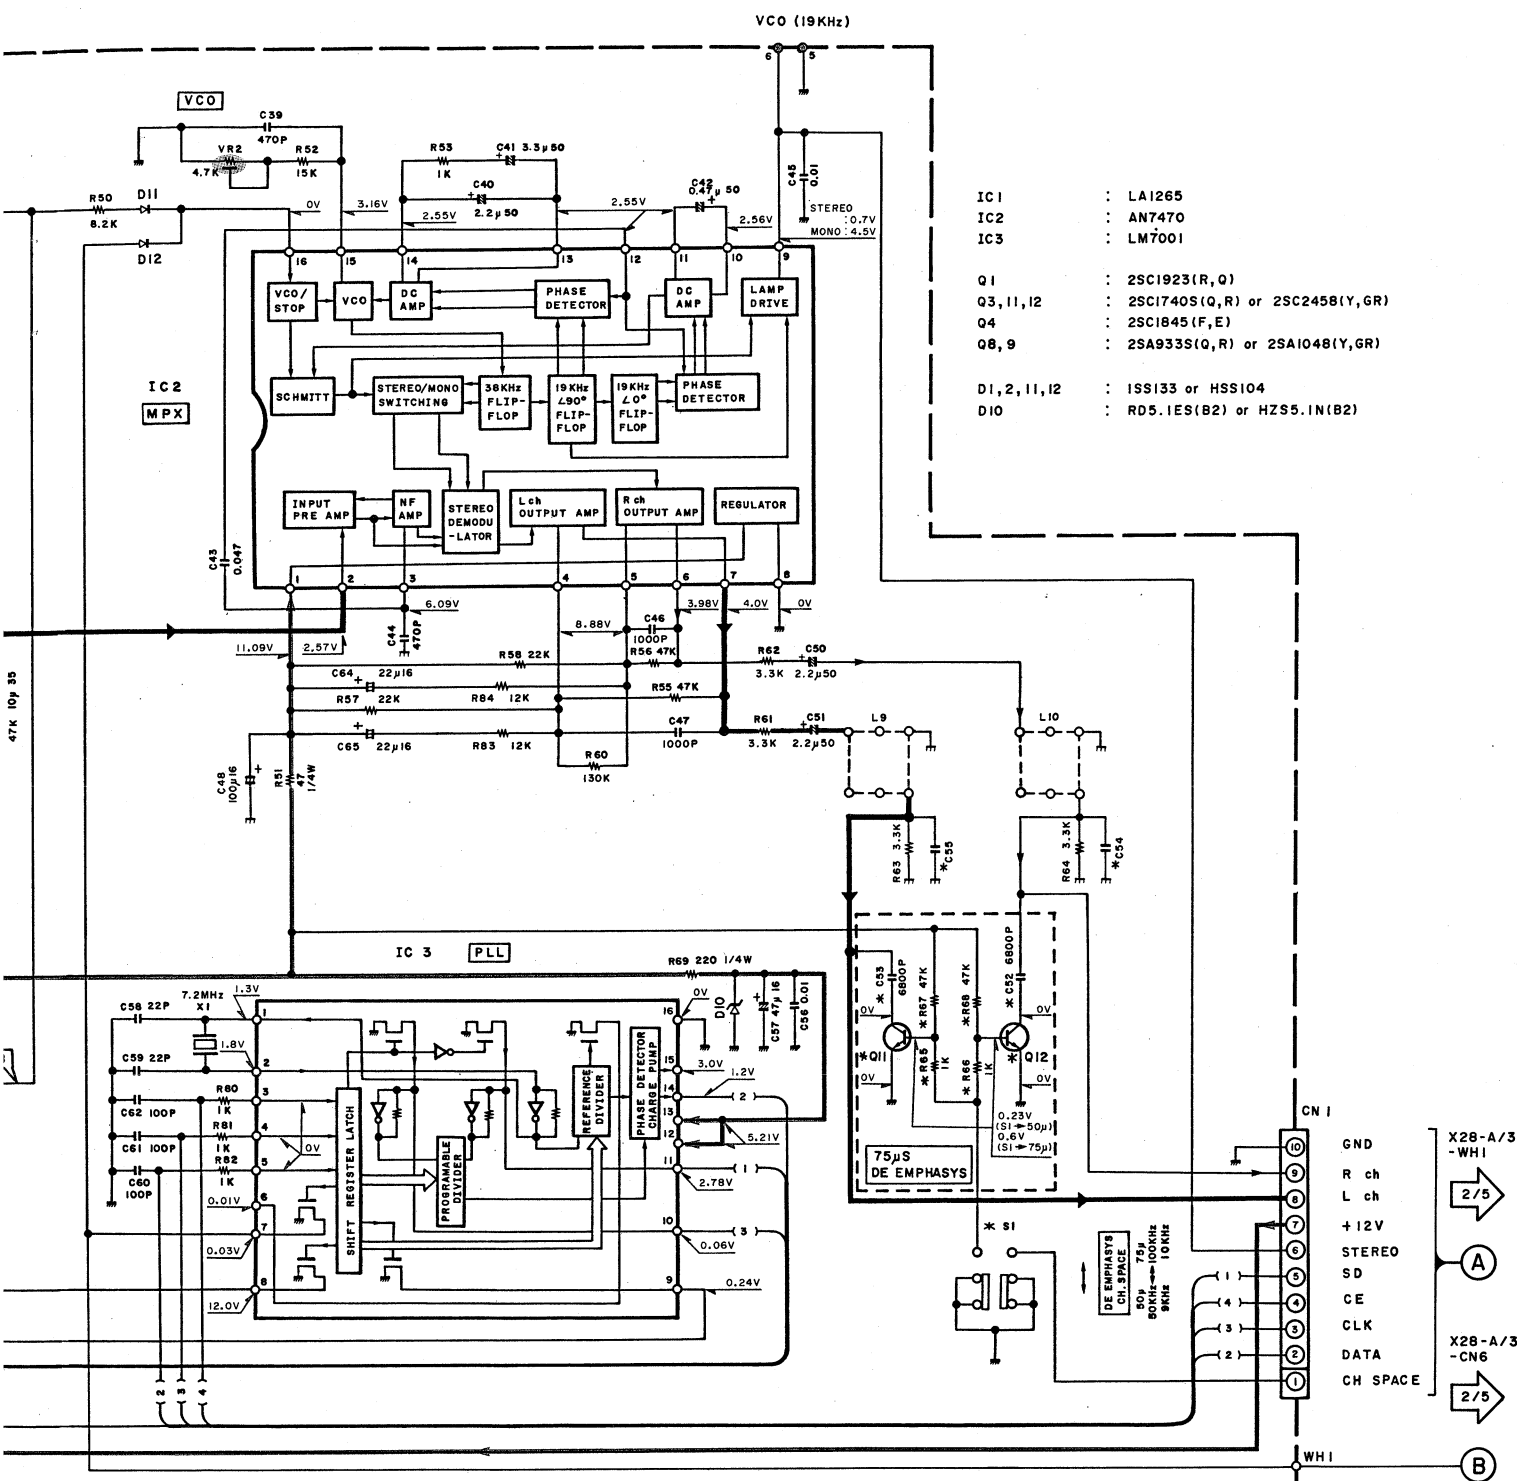 VCO (19KHz)
6
5
VCO
C39
470P
VR2
4.7K
R52
15K
R53
1K
C41 3.3μ50
C40
2.2μ50
C42
0.47μ 50
C45
0.01
R50
8.2K
D11
D12
0V
3.16V
2.55V
2.55V
2.56V
STEREO
:0.7V
MONO:4.5V
16
15
14
13
12
11
10
9
VCO/
STOP
VCO
DC
AMP
PHASE
DETECTOR
DC
AMP
LAMP
DRIVE
IC2
MPX
SCHMITT
STEREO/MONO
SWITCHING
38KHz
FLIP-
FLOP
19KHz
∠90°
FLIP-
FLOP
19KHz
∠0°
FLIP-
FLOP
PHASE
DETECTOR
INPUT
PRE AMP
NF
AMP
STEREO
DEMODU
-LATOR
Lch
OUTPUT AMP
Rch
OUTPUT AMP
REGULATOR
C43
0.047
1
2
3
4
5
6
7
8
IC1 : LA1265
IC2 : AN7470
IC3 : LM7001
Q1 : 2SC1923(R,Q)
Q3,11,12 : 2SC1740S(Q,R) or 2SC2458(Y,GR)
Q4 : 2SC1845(F,E)
Q8,9 : 2SA933S(Q,R) or 2SA1048(Y,GR)
D1,2,11,12 : 1SS133 or HSS104
D10 : RD5.1ES(B2) or HZS5.1N(B2)
6.09V
C44
470P
11.09V
2.57V
8.88V
3.98V
4.0V
0V
C46
1000P
R58 22K
R56 47K
R62
3.3K
C50
2.2μ50
C64
22μ16
R84 12K
R57 22K
R55 47K
C65 22μ16
R83 12K
C47
1000P
R61
3.3K
C51
2.2μ50
R60
130K
L9
L10
47K 10μ 35
C48
100μ16
R51
47
1/4W
R63 3.3K
*C55
R64 3.3K
*C54
IC 3
PLL
R69 220 1/4W
D10
C57 47μ 16
C56 0.01
7.2MHz
X1
1.3V
C58 22P
C59 22P
1.8V
C62 100P
R80
1K
C61 100P
R81
1K
C60
100P
R82
1K
0V
0.01V
0.03V
12.0V
1
2
3
4
5
6
7
8
SHIFT REGISTER LATCH
PROGRAMABLE
DIVIDER
REFERENCE
DIVIDER
PHASE DETECTOR
CHARGE PUMP
16
15
14
13
12
11
10
9
0V
3.0V
1.2V
(2)
5.21V
(1)
2.78V
(3)
0.06V
0.24V
*C53
6800P
*R67 47K
*R68 47K
*C52 6800P
0V
0V
*Q11
*R65
1K
*R66
1K
*Q12
0V
0V
0.23V
(S1→50μ)
0.6V
(S1→75μ)
75μS
DE EMPHASYS
* S1
DE EMPHASYS
CH.SPACE
50μ 75μ
50KHz↔100KHz
9KHz 10KHz
CN1
10 GND
9 R ch
8 L ch
7 +12V
6 STEREO
(1) 5 SD
(4) 4 CE
(3) 3 CLK
(2) 2 DATA
1 CH SPACE
X28-A/3
-WH1
2/5
A
X28-A/3
-CN6
2/5
2
3
4
WH1
B